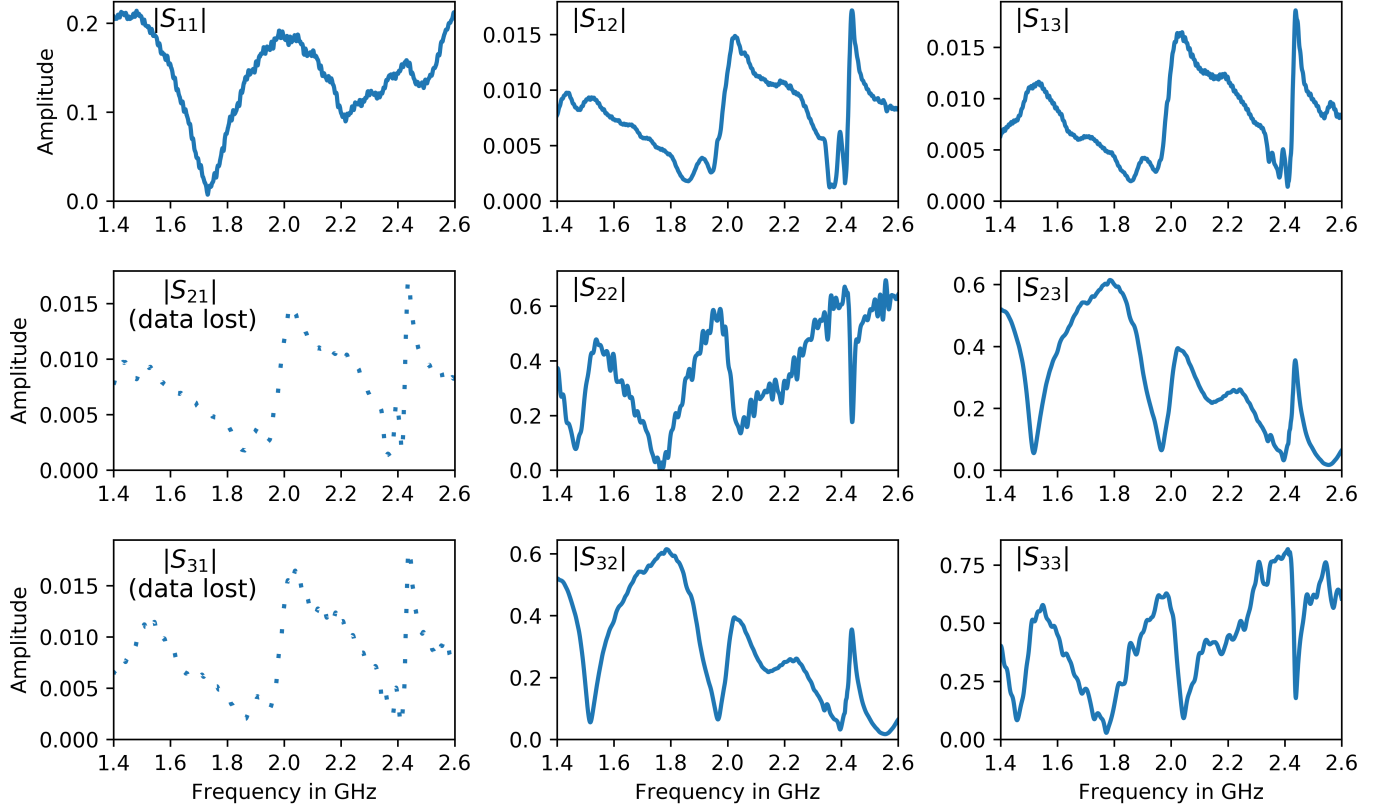 |S₁₁|
Amplitude
0.2
0.1
0.0
1.4 1.6 1.8 2.0 2.2 2.4 2.6
|S₁₂|
0.015
0.010
0.005
0.000
1.4 1.6 1.8 2.0 2.2 2.4 2.6
|S₁₃|
0.015
0.010
0.005
0.000
1.4 1.6 1.8 2.0 2.2 2.4 2.6
|S₂₁|
(data lost)
Amplitude
0.015
0.010
0.005
0.000
1.4 1.6 1.8 2.0 2.2 2.4 2.6
|S₂₂|
0.6
0.4
0.2
0.0
1.4 1.6 1.8 2.0 2.2 2.4 2.6
|S₂₃|
0.6
0.4
0.2
0.0
1.4 1.6 1.8 2.0 2.2 2.4 2.6
|S₃₁|
(data lost)
Amplitude
0.015
0.010
0.005
0.000
1.4 1.6 1.8 2.0 2.2 2.4 2.6
Frequency in GHz
|S₃₂|
0.6
0.4
0.2
0.0
1.4 1.6 1.8 2.0 2.2 2.4 2.6
Frequency in GHz
|S₃₃|
0.75
0.50
0.25
0.00
1.4 1.6 1.8 2.0 2.2 2.4 2.6
Frequency in GHz